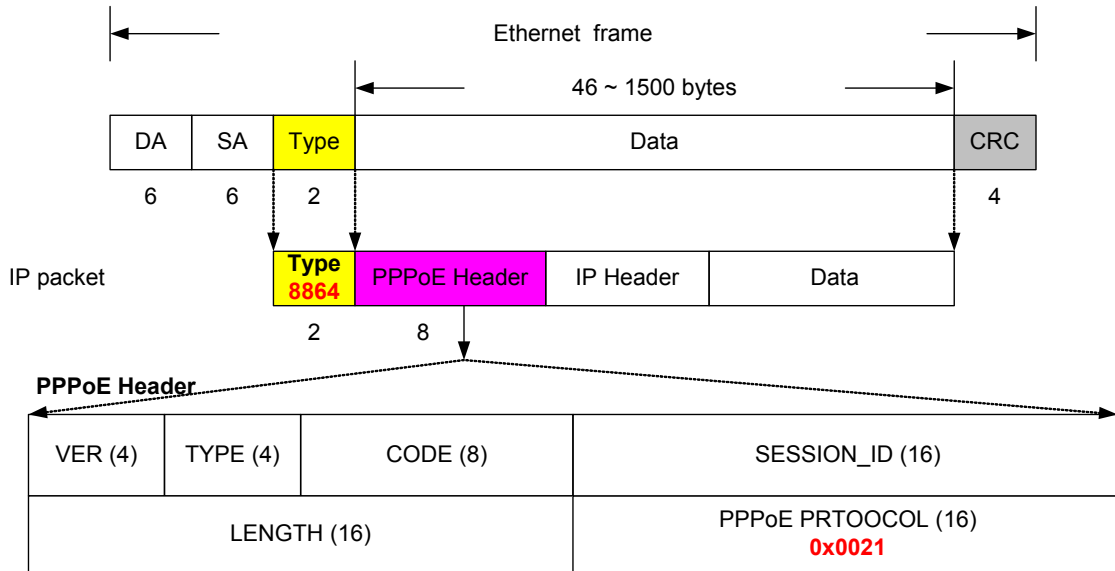 Ethernet frame
46 ~ 1500 bytes
DA SA Type Data CRC
6 6 2 4
IP packet
Type
8864
PPPoE Header IP Header Data
2 8
PPPoE Header
VER (4) TYPE (4) CODE (8) SESSION_ID (16)
LENGTH (16) PPPoE PRTOOCOL (16)
0x0021